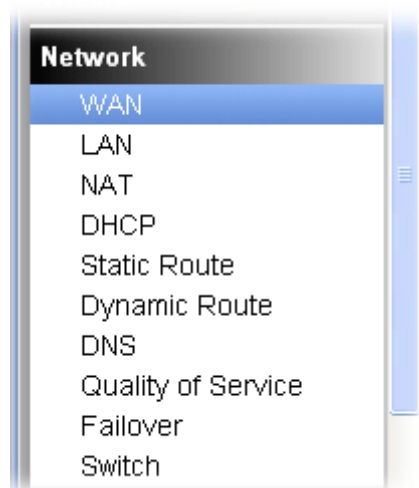 Network
WAN
LAN
NAT
DHCP
Static Route
Dynamic Route
DNS
Quality of Service
Failover
Switch